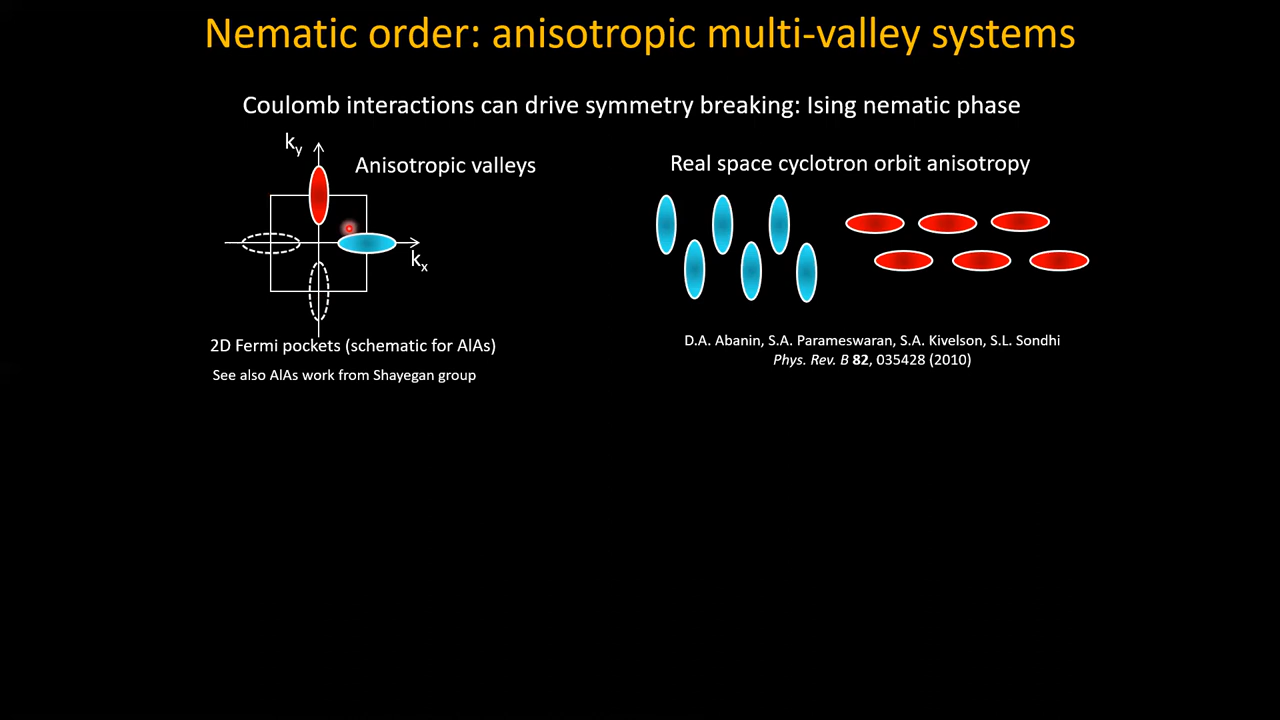 Nematic order: anisotropic multi-valley systems
Coulomb interactions can drive symmetry breaking: Ising nematic phase
ky
Anisotropic valleys
kx
2D Fermi pockets (schematic for AlAs)
See also AlAs work from Shayegan group
Real space cyclotron orbit anisotropy
D.A. Abanin, S.A. Parameswaran, S.A. Kivelson, S.L. Sondhi
Phys. Rev. B 82, 035428 (2010)